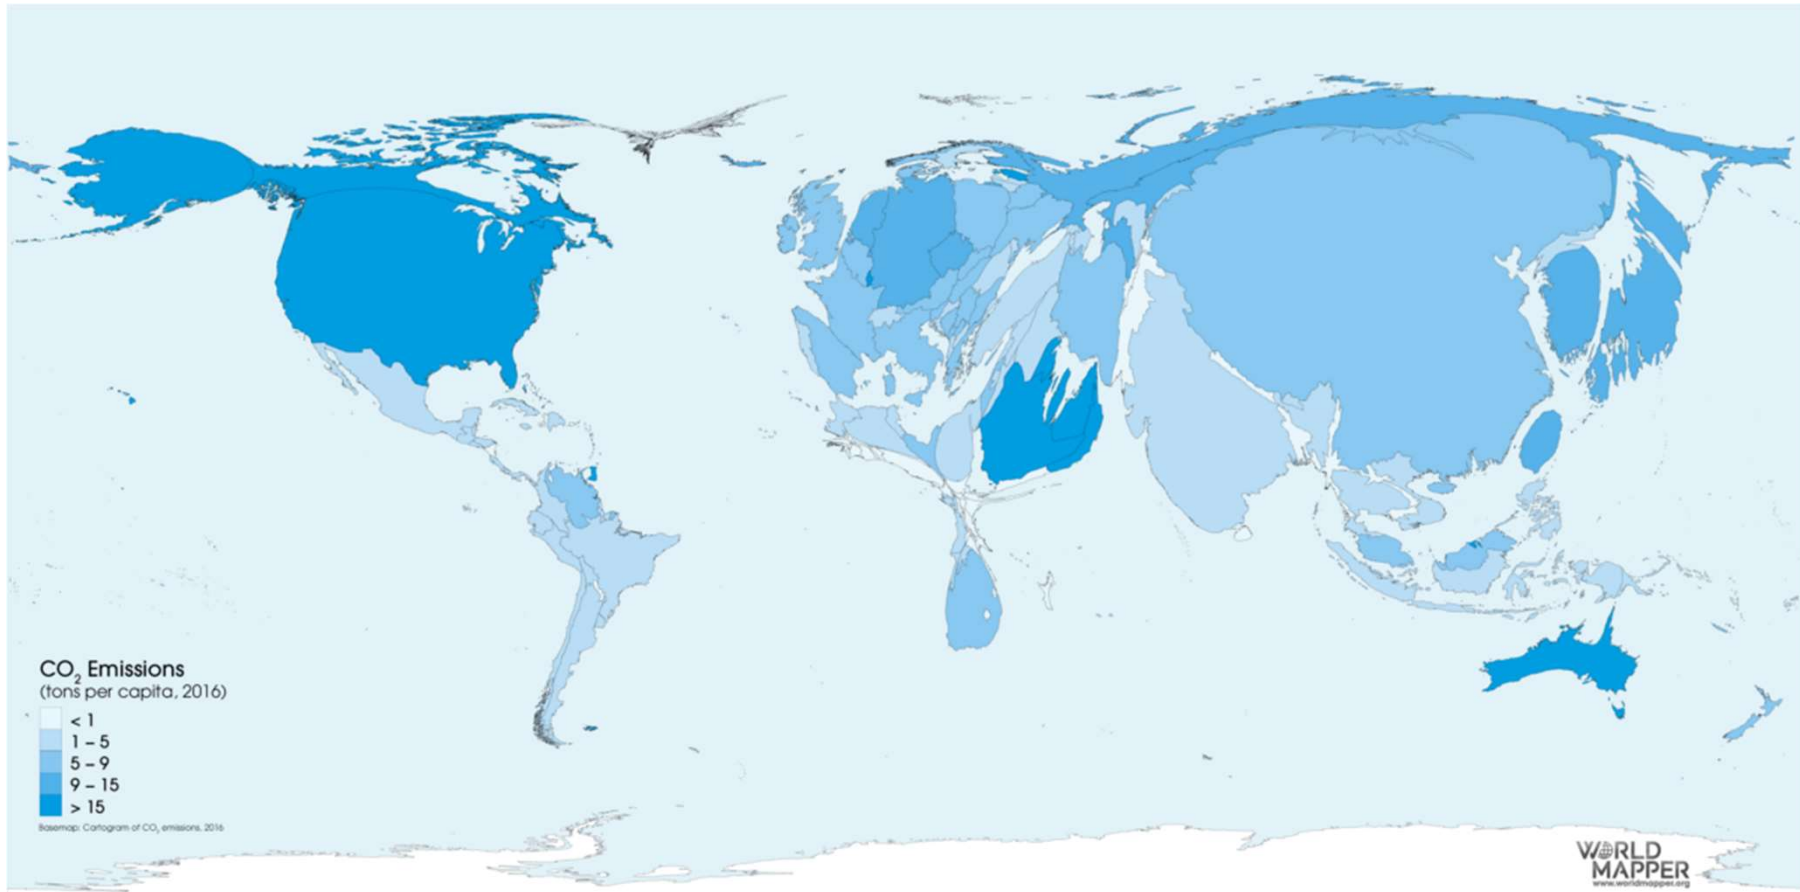 CO₂ Emissions
(tons per capita, 2016)
< 1
1 – 5
5 – 9
9 – 15
> 15
Basemap: Cartogram of CO₂ emissions, 2016
WORLD
MAPPER
www.worldmapper.org